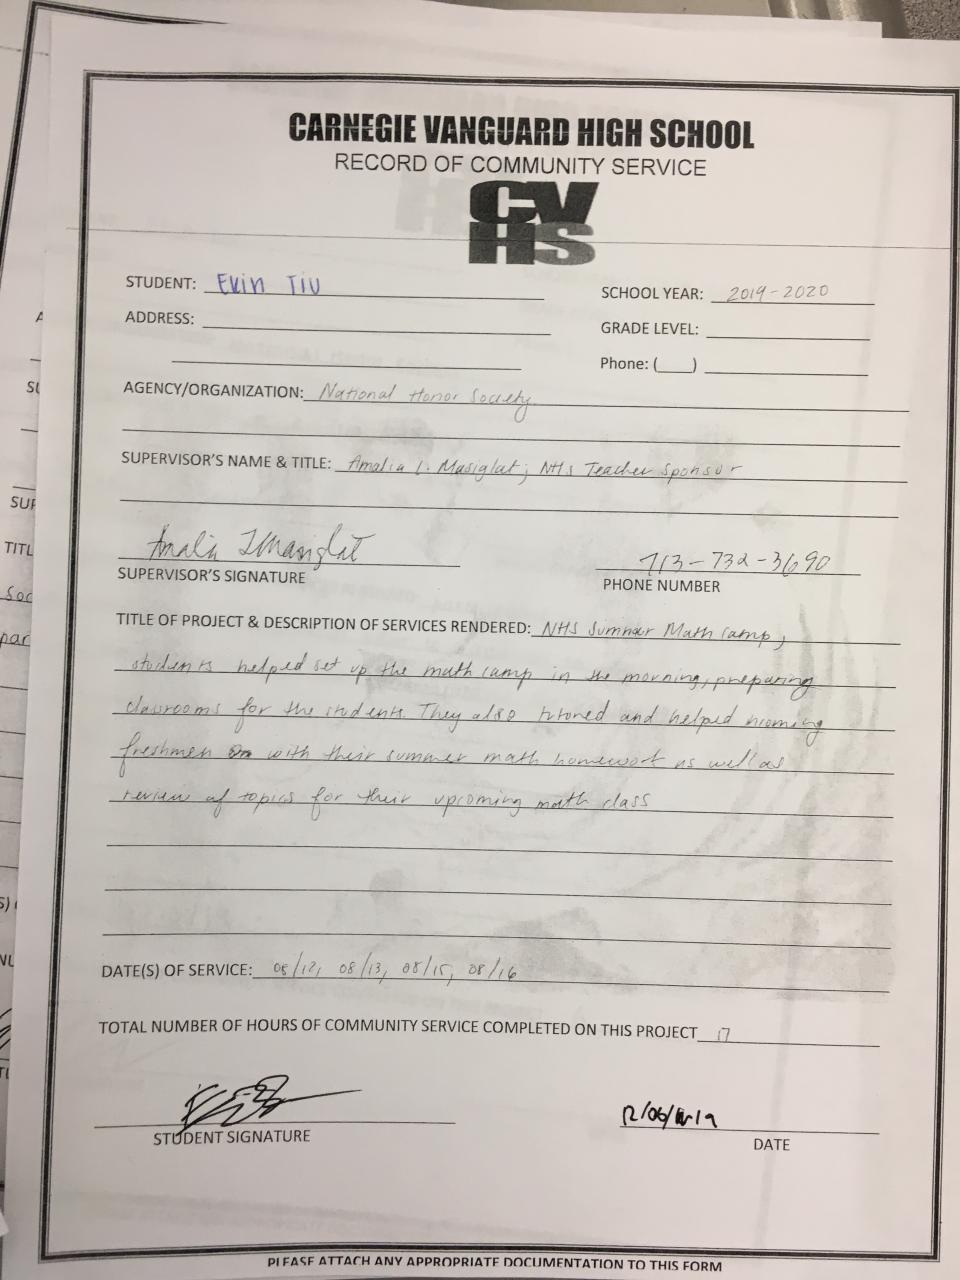 CARNEGIE VANGUARD HIGH SCHOOL
RECORD OF COMMUNITY SERVICE
CV
HS
STUDENT: Ekin Tiu
SCHOOL YEAR: 2019-2020
ADDRESS:
GRADE LEVEL:
Phone: (___)
AGENCY/ORGANIZATION: National Honor Society
SUPERVISOR'S NAME & TITLE: Amalia I. Masiglat; NHS Teacher Sponsor
SUPERVISOR'S SIGNATURE
713-732-3690
PHONE NUMBER
TITLE OF PROJECT & DESCRIPTION OF SERVICES RENDERED: NHS Summer Math Camp;
students helped set up the math camp in the morning, preparing
classrooms for the students. They also tutored and helped incoming
freshmen with their summer math homework as well as
review of topics for their upcoming math class
DATE(S) OF SERVICE: 08/12, 08/13, 08/15, 08/16
TOTAL NUMBER OF HOURS OF COMMUNITY SERVICE COMPLETED ON THIS PROJECT 17
STUDENT SIGNATURE
12/06/19
DATE
PLEASE ATTACH ANY APPROPRIATE DOCUMENTATION TO THIS FORM